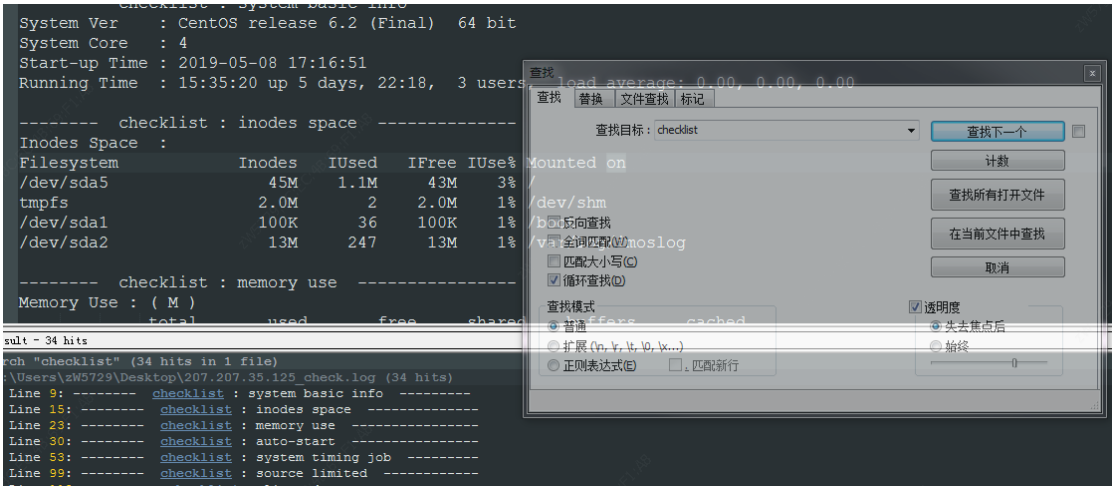 checklist : system basic info
System Ver : CentOS release 6.2 (Final) 64 bit
System Core : 4
Start-up Time : 2019-05-08 17:16:51
Running Time : 15:35:20 up 5 days, 22:18, 3 users, load average: 0.00, 0.00, 0.00
-------- checklist : inodes space --------------
Inodes Space :
Filesystem Inodes IUsed IFree IUse% Mounted on
/dev/sda5 45M 1.1M 43M 3% /
tmpfs 2.0M 2 2.0M 1% /dev/shm
/dev/sda1 100K 36 100K 1% /boot
/dev/sda2 13M 247 13M 1%
-------- checklist : memory use ----------------
Memory Use : ( M )
total used free shared buffers cached
查找
查找 替换 文件查找 标记
查找目标： checklist
查找下一个
计数
查找所有打开文件
在当前文件中查找
取消
反向查找
全词匹配(W)
匹配大小写(C)
循环查找(D)
查找模式
普通
扩展 (\n, \r, \t, \0, \x...)
正则表达式(E)
. 匹配新行
透明度
失去焦点后
始终
sult - 34 hits
rch "checklist" (34 hits in 1 file)
:\Users\zW5729\Desktop\207.207.35.125_check.log (34 hits)
Line 9: -------- checklist : system basic info ---------
Line 15: -------- checklist : inodes space --------------
Line 23: -------- checklist : memory use ----------------
Line 30: -------- checklist : auto-start ----------------
Line 53: -------- checklist : system timing job ---------
Line 99: -------- checklist : source limited ------------